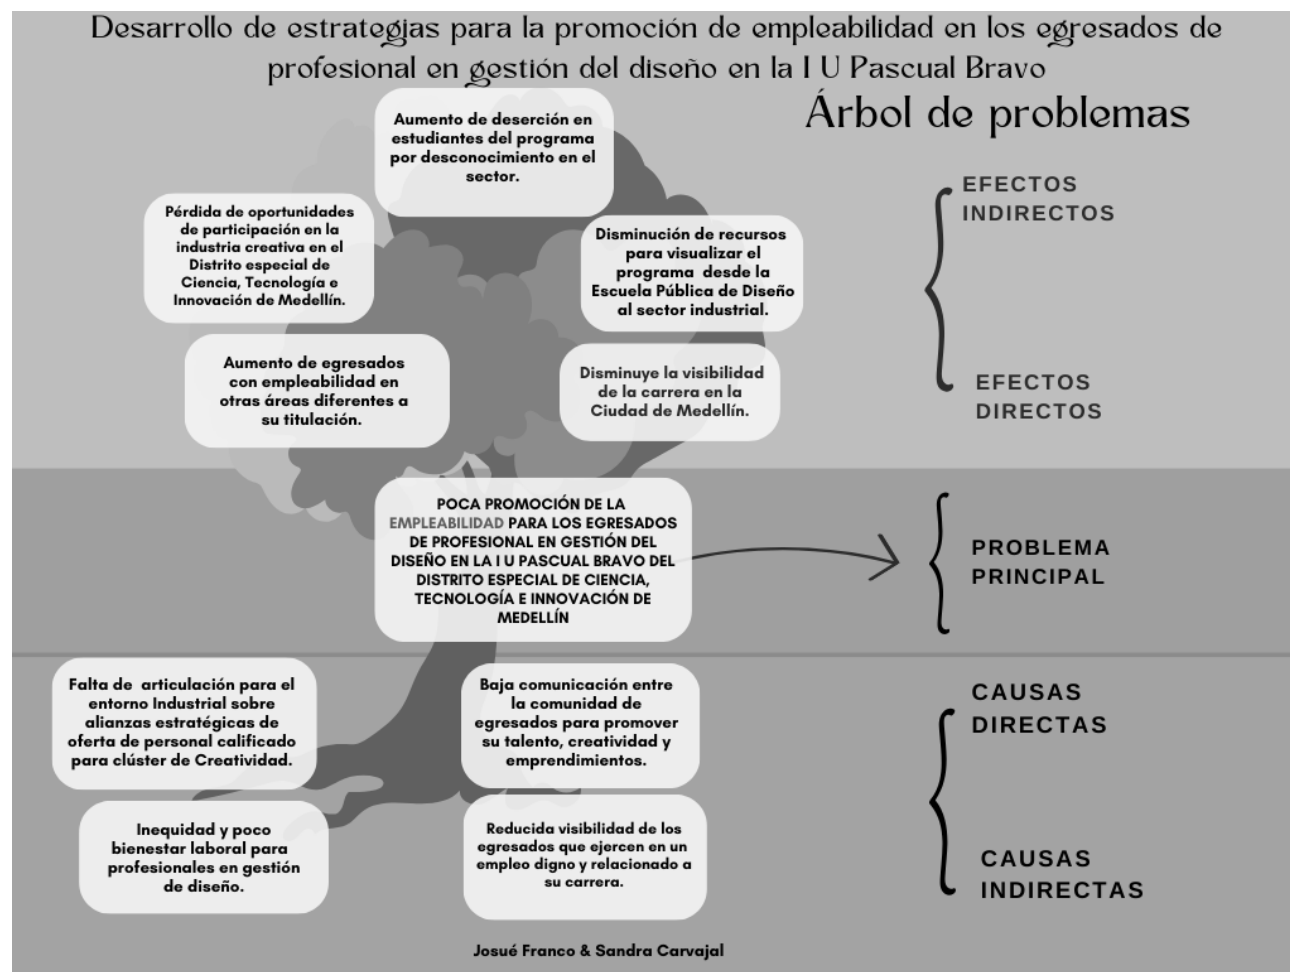 Desarrollo de estrategias para la promoción de empleabilidad en los egresados de
profesional en gestión del diseño en la I U Pascual Bravo
Árbol de problemas
Aumento de deserción en
estudiantes del programa
por desconocimiento en el
sector.
EFECTOS
INDIRECTOS
Pérdida de oportunidades
de participación en la
industria creativa en el
Distrito especial de
Ciencia, Tecnología e
Innovación de Medellín.
Disminución de recursos
para visualizar el
programa desde la
Escuela Pública de Diseño
al sector industrial.
Aumento de egresados
con empleabilidad en
otras áreas diferentes a
su titulación.
Disminuye la visibilidad
de la carrera en la
Ciudad de Medellín.
EFECTOS
DIRECTOS
POCA PROMOCIÓN DE LA
EMPLEABILIDAD PARA LOS EGRESADOS
DE PROFESIONAL EN GESTIÓN DEL
DISEÑO EN LA I U PASCUAL BRAVO DEL
DISTRITO ESPECIAL DE CIENCIA,
TECNOLOGÍA E INNOVACIÓN DE
MEDELLÍN
PROBLEMA
PRINCIPAL
Falta de articulación para el
entorno Industrial sobre
alianzas estratégicas de
oferta de personal calificado
para clúster de Creatividad.
Baja comunicación entre
la comunidad de
egresados para promover
su talento, creatividad y
emprendimientos.
CAUSAS
DIRECTAS
Inequidad y poco
bienestar laboral para
profesionales en gestión
de diseño.
Reducida visibilidad de los
egresados que ejercen en un
empleo digno y relacionado a
su carrera.
CAUSAS
INDIRECTAS
Josué Franco & Sandra Carvajal